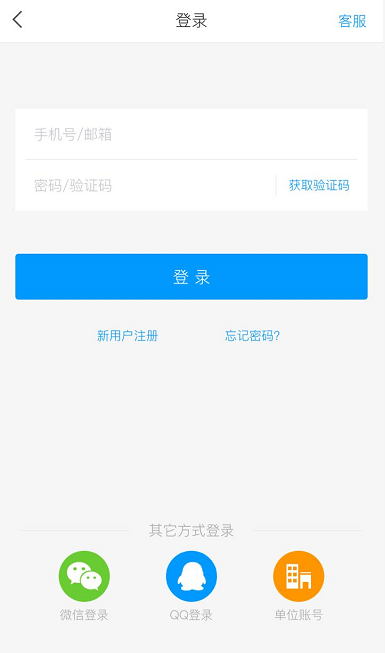 登录 客服
手机号/邮箱
密码/验证码 获取验证码
登 录
新用户注册 忘记密码?
其它方式登录
微信登录 QQ登录 单位账号